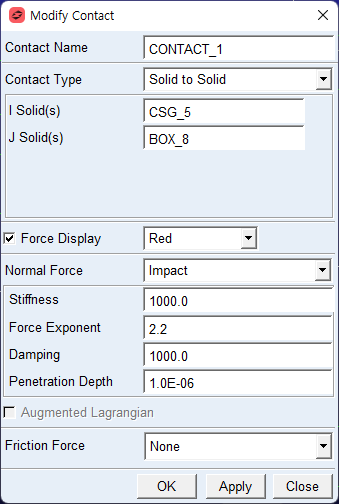 Modify Contact
Contact Name CONTACT_1
Contact Type Solid to Solid
I Solid(s) CSG_5
J Solid(s) BOX_8
Force Display Red
Normal Force Impact
Stiffness 1000.0
Force Exponent 2.2
Damping 1000.0
Penetration Depth 1.0E-06
Augmented Lagrangian
Friction Force None
OK Apply Close